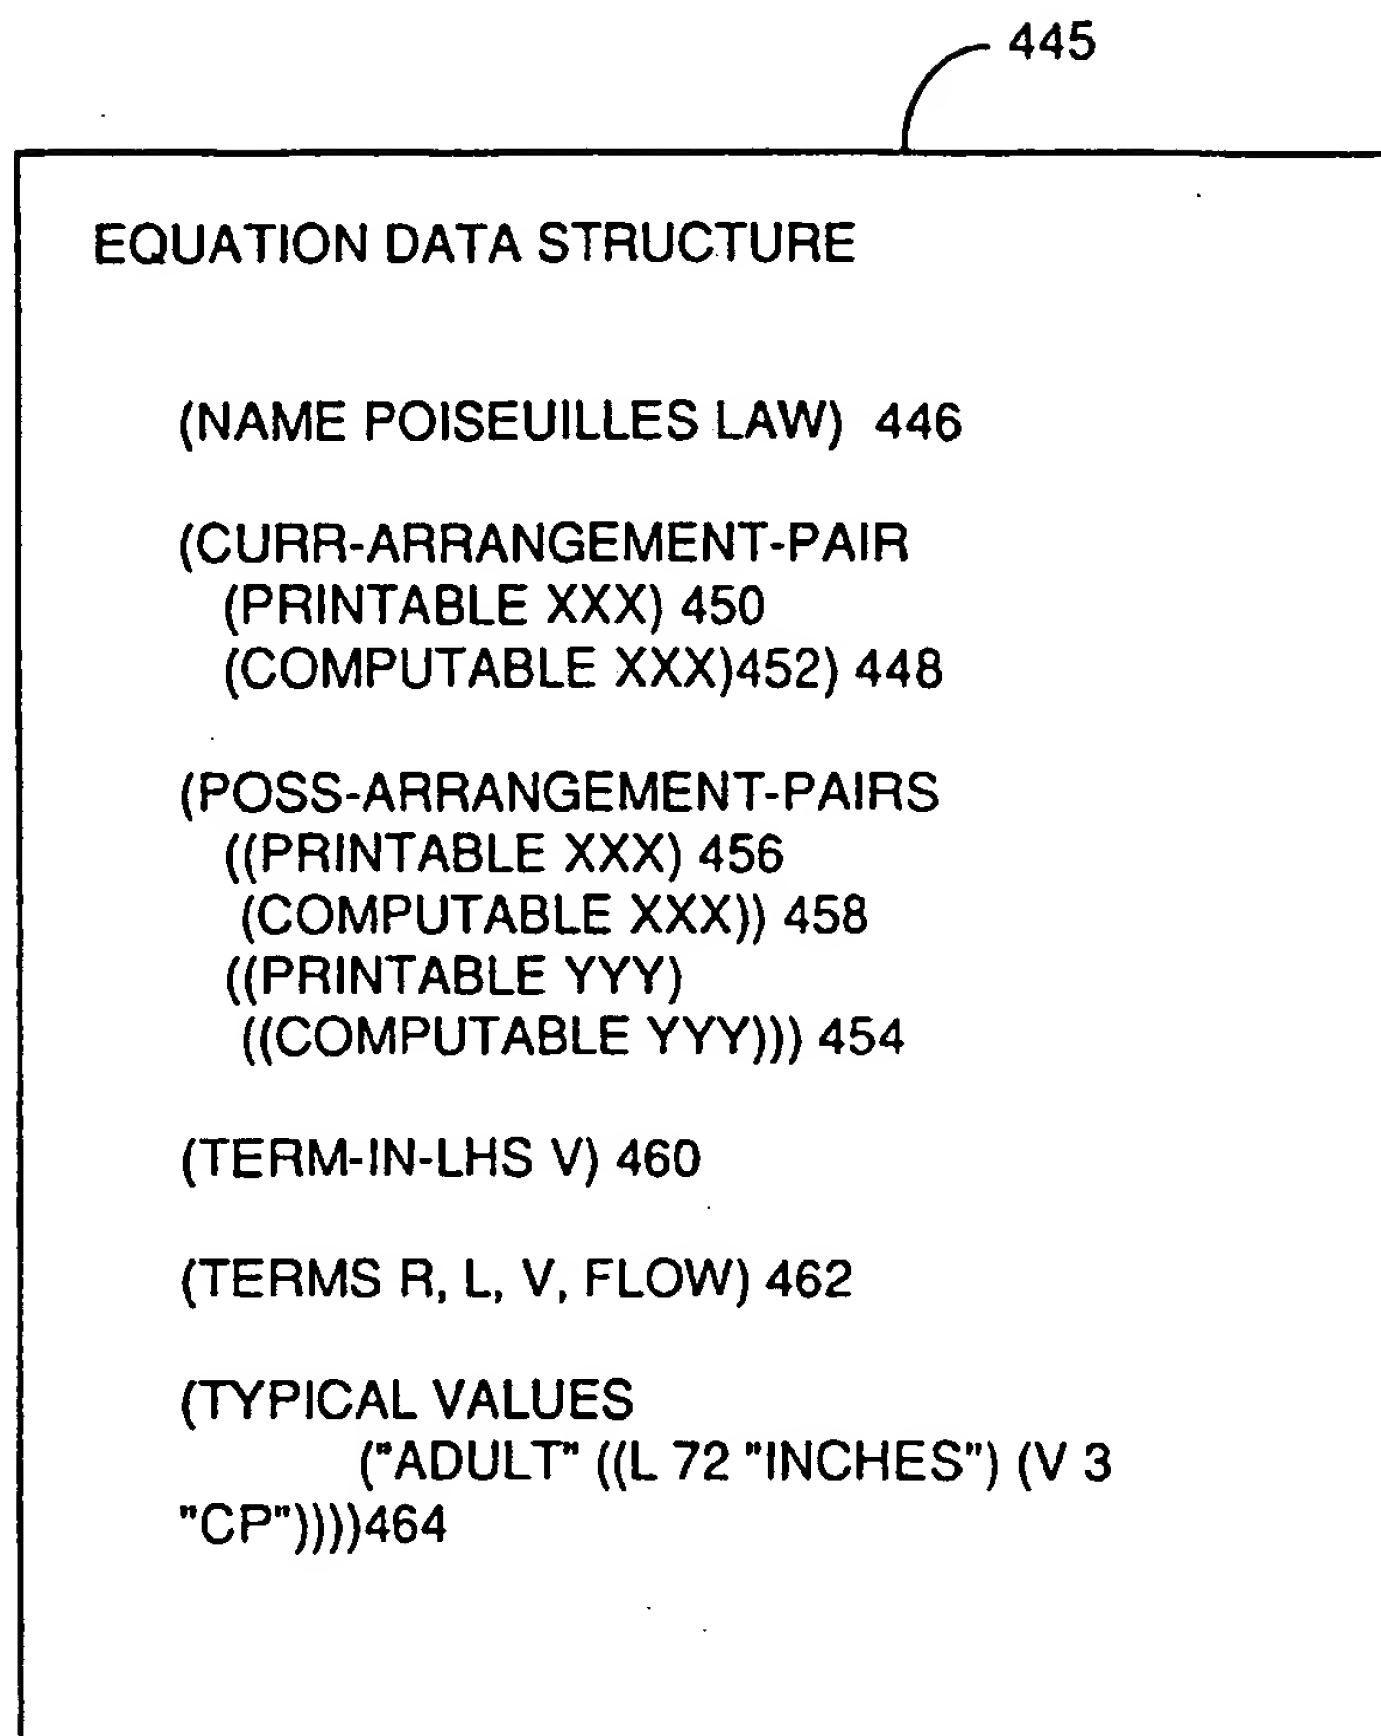 445
EQUATION DATA STRUCTURE
(NAME POISEUILLES LAW) 446
(CURR-ARRANGEMENT-PAIR
(PRINTABLE XXX) 450
(COMPUTABLE XXX)452) 448
(POSS-ARRANGEMENT-PAIRS
((PRINTABLE XXX) 456
(COMPUTABLE XXX)) 458
((PRINTABLE YYY)
((COMPUTABLE YYY))) 454
(TERM-IN-LHS V) 460
(TERMS R, L, V, FLOW) 462
(TYPICAL VALUES
("ADULT" ((L 72 "INCHES") (V 3
"CP"))))464